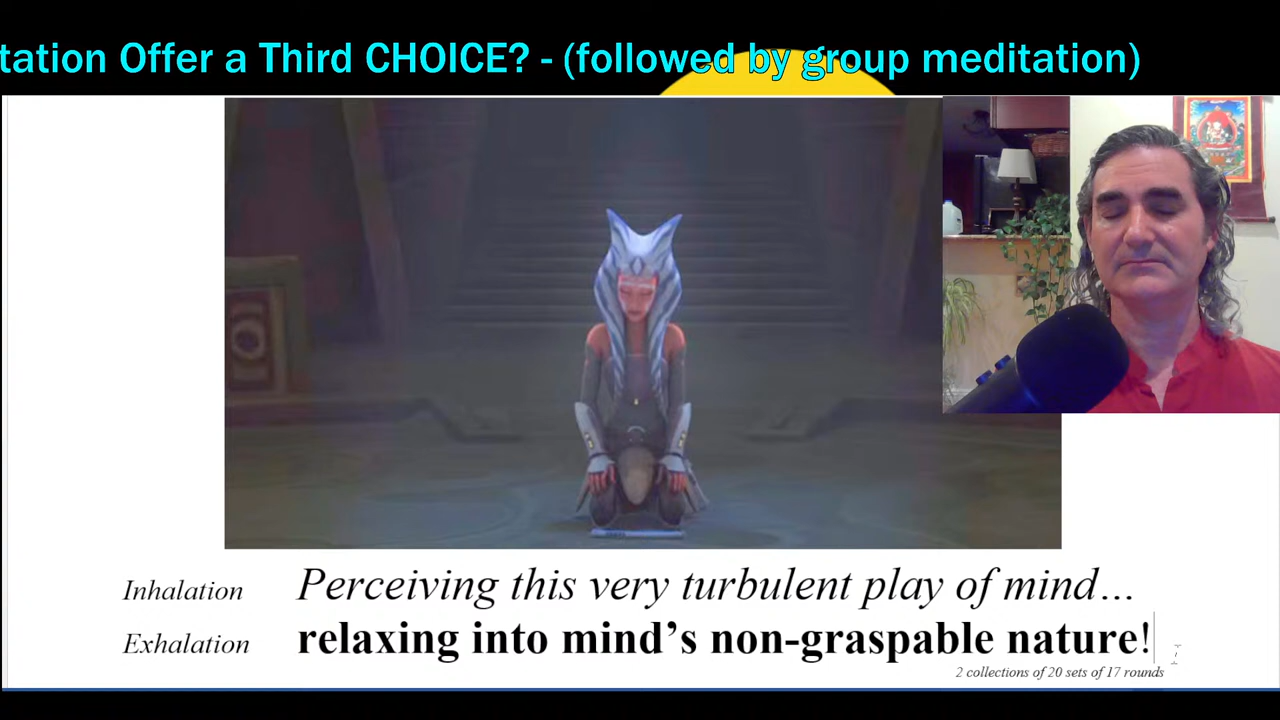 tation Offer a Third CHOICE? - (followed by group meditation)
Inhalation Perceiving this very turbulent play of mind...
Exhalation relaxing into mind’s non-graspable nature!
2 collections of 20 sets of 17 rounds